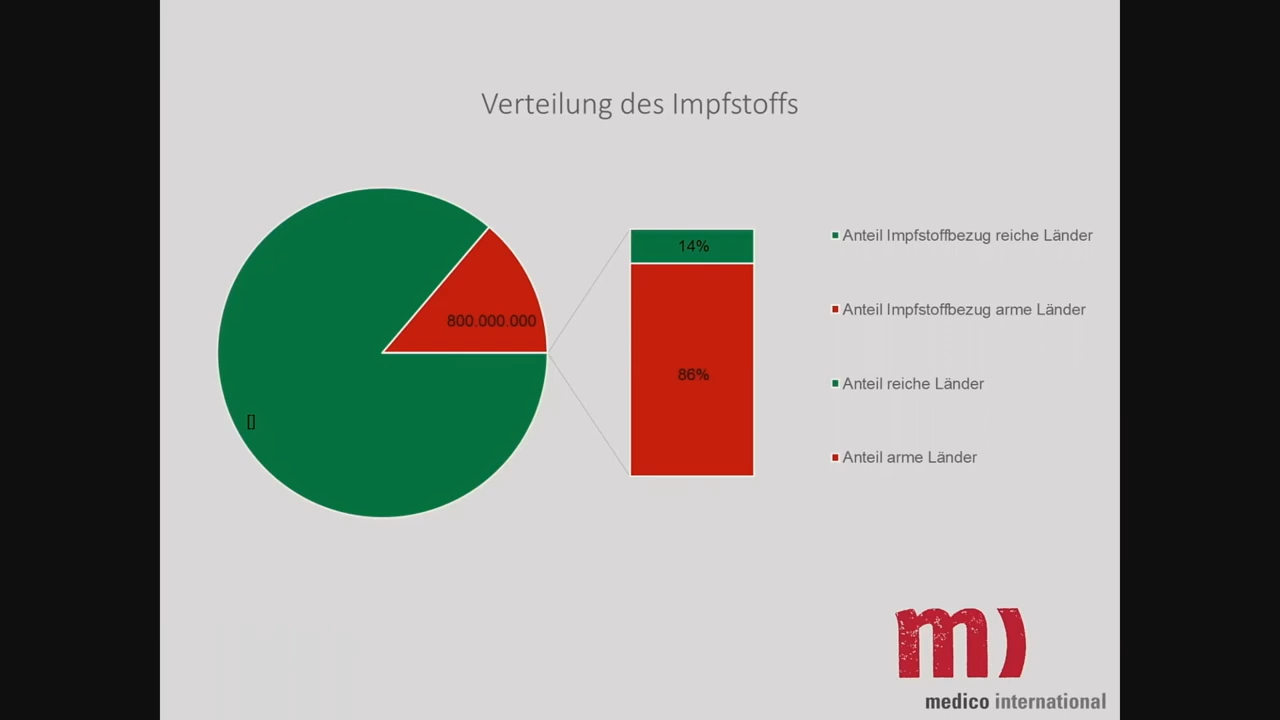 Verteilung des Impfstoffs
800.000.000
[]
14%
86%
Anteil Impfstoffbezug reiche Länder
Anteil Impfstoffbezug arme Länder
Anteil reiche Länder
Anteil arme Länder
m)
medico international